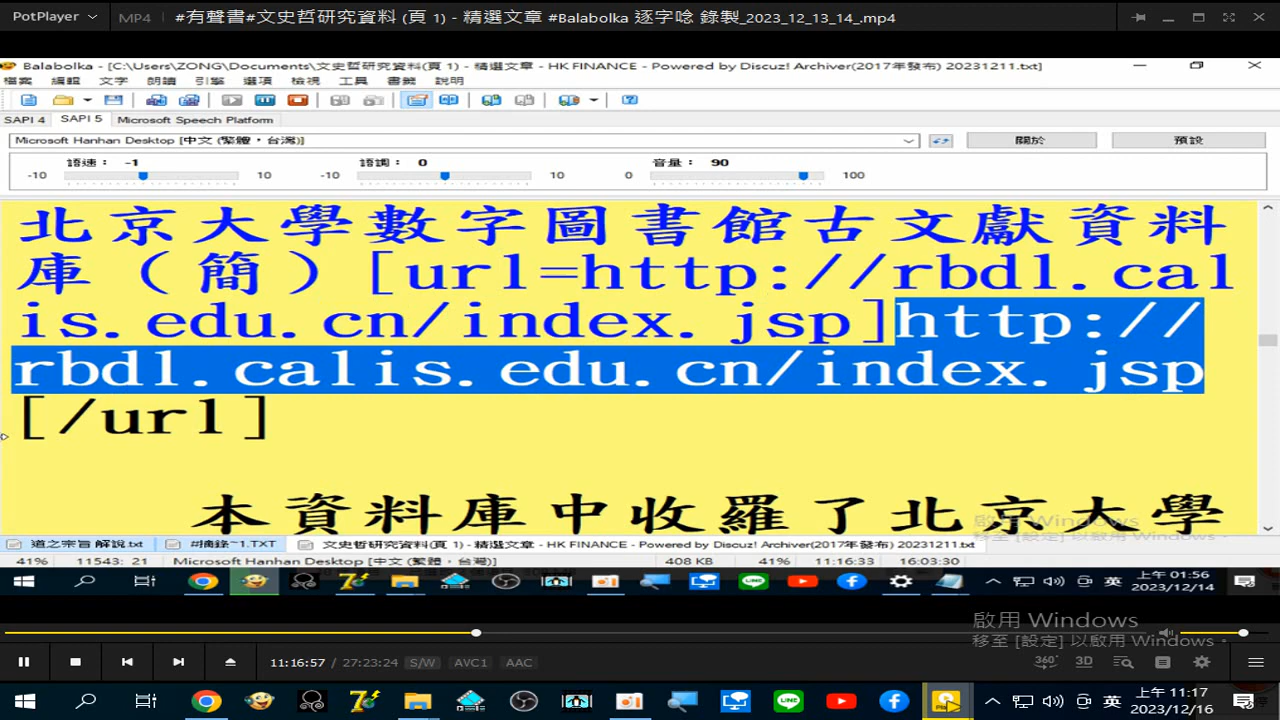 PotPlayer MP4 #有聲書#文史哲研究資料 (頁 1) - 精選文章 #Balabolka 逐字唸 錄製_2023_12_13_14_.mp4
Balabolka - [C:\Users\ZONG\Documents\文史哲研究資料(頁 1) - 精選文章 - HK FINANCE - Powered by Discuz! Archiver(2017年發布) 20231211.txt]
檔案 編輯 文字 朗讀 引擎 選項 檢視 工具 書籤 說明
SAPI 4 SAPI 5 Microsoft Speech Platform
Microsoft Hanhan Desktop [中文 (繁體，台灣)] 關於 預設
語速： -1 語調： 0 音量： 90
-10 10 -10 10 0 100
北京大學數字圖書館古文獻資料
庫（簡）[url=http://rbdl.cal
is.edu.cn/index.jsp]http://
rbdl.calis.edu.cn/index.jsp
[/url]
本資料庫中收羅了北京大學
啟用 Windows
移至 [設定] 以啟用 Windows。
道之宗旨 解說.txt #摘錄~1.TXT 文史哲研究資料(頁 1) - 精選文章 - HK FINANCE - Powered by Discuz! Archiver(2017年發布) 20231211.txt
41% 11543: 21 Microsoft Hanhan Desktop [中文 (繁體，台灣)] 408 KB 41% 11:16:33 16:03:30
英 上午 01:56
2023/12/14
啟用 Windows
移至 [設定] 以啟用 Windows。
11:16:57 / 27:23:24 S/W AVC1 AAC 360° 3D
英 上午 11:17
2023/12/16